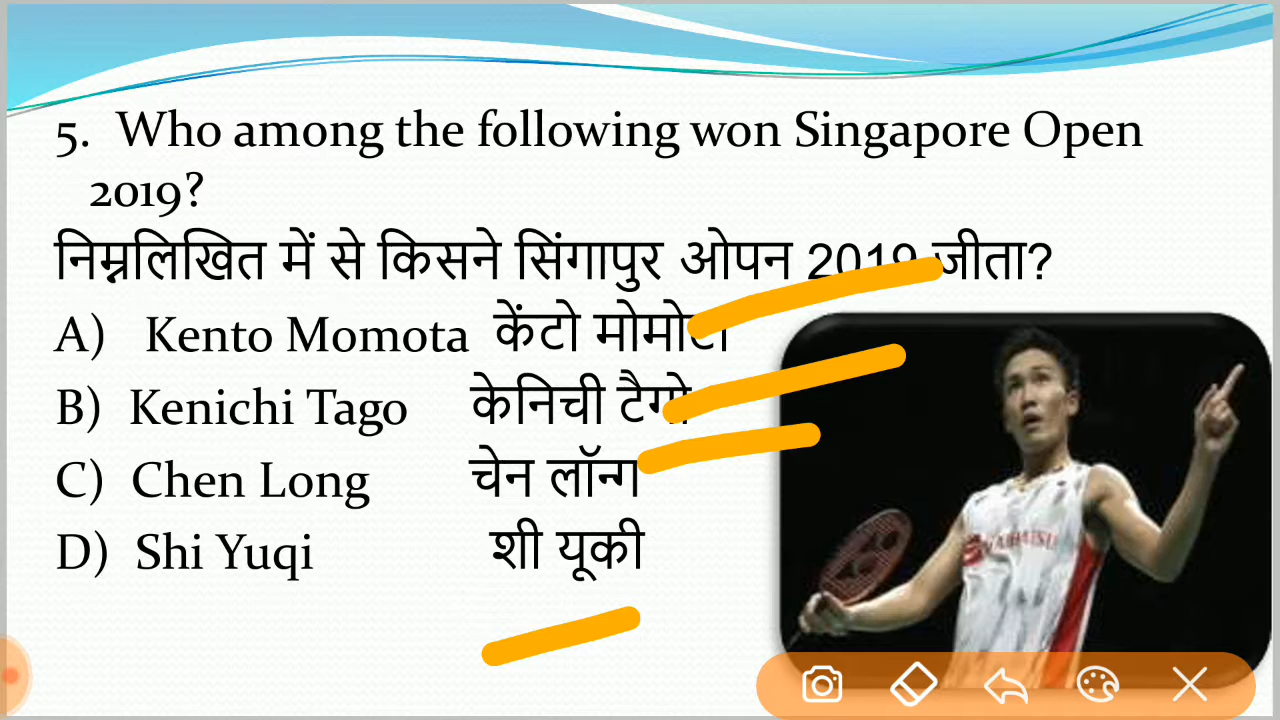 5. Who among the following won Singapore Open
2019?
निम्नलिखित में से किसने सिंगापुर ओपन 2019 जीता?
A) Kento Momota केंटो मोमोटा
B) Kenichi Tago केनिची टैगो
C) Chen Long चेन लॉन्ग
D) Shi Yuqi शी यूकी